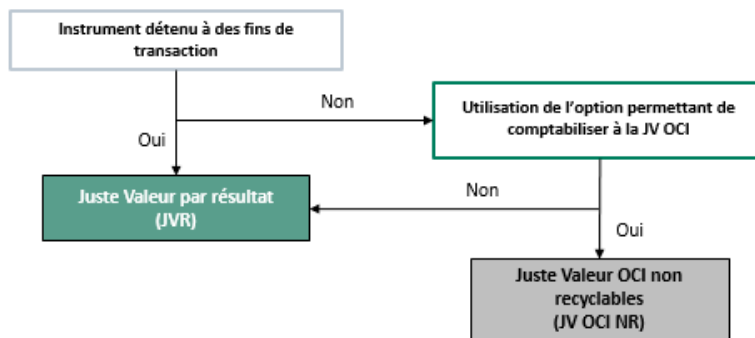 Instrument détenu à des fins de
transaction
Non
Utilisation de l'option permettant de
comptabiliser à la JV OCI
Oui
Juste Valeur par résultat
(JVR)
Non
Oui
Juste Valeur OCI non
recyclables
(JV OCI NR)